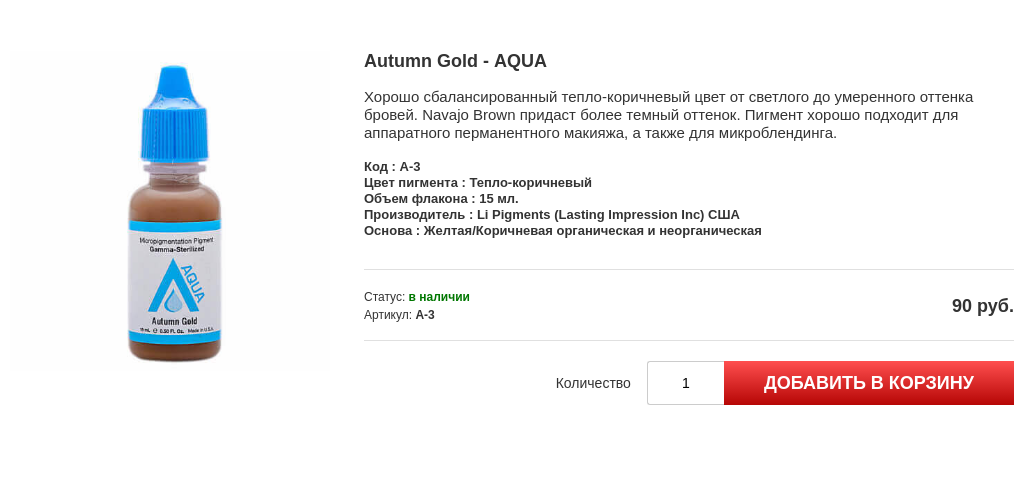 Autumn Gold - AQUA
Хорошо сбалансированный тепло-коричневый цвет от светлого до умеренного оттенка
бровей. Navajo Brown придаст более темный оттенок. Пигмент хорошо подходит для
аппаратного перманентного макияжа, а также для микроблендинга.
Код : A-3
Цвет пигмента : Тепло-коричневый
Объем флакона : 15 мл.
Производитель : Li Pigments (Lasting Impression Inc) США
Основа : Желтая/Коричневая органическая и неорганическая
Статус: в наличии
Артикул: A-3
90 руб.
Количество
1
ДОБАВИТЬ В КОРЗИНУ
Micropigmentation Pigment
Gamma-Sterilized
AQUA
Autumn Gold
15 mL 0.50 Fl. Oz. Made in U.S.A.